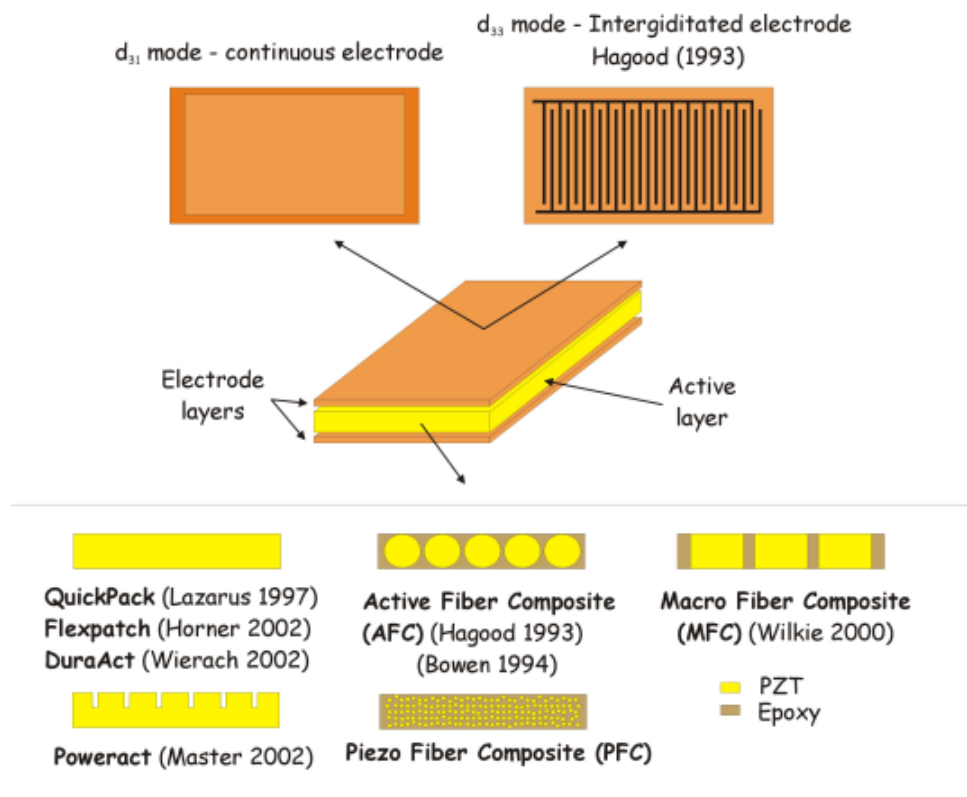 d₃₁ mode - continuous electrode
d₃₃ mode - Intergiditated electrode
Hagood (1993)
Electrode
layers
Active
layer
QuickPack (Lazarus 1997)
Flexpatch (Horner 2002)
DuraAct (Wierach 2002)
Active Fiber Composite
(AFC) (Hagood 1993)
(Bowen 1994)
Macro Fiber Composite
(MFC) (Wilkie 2000)
PZT
Epoxy
Poweract (Master 2002)
Piezo Fiber Composite (PFC)